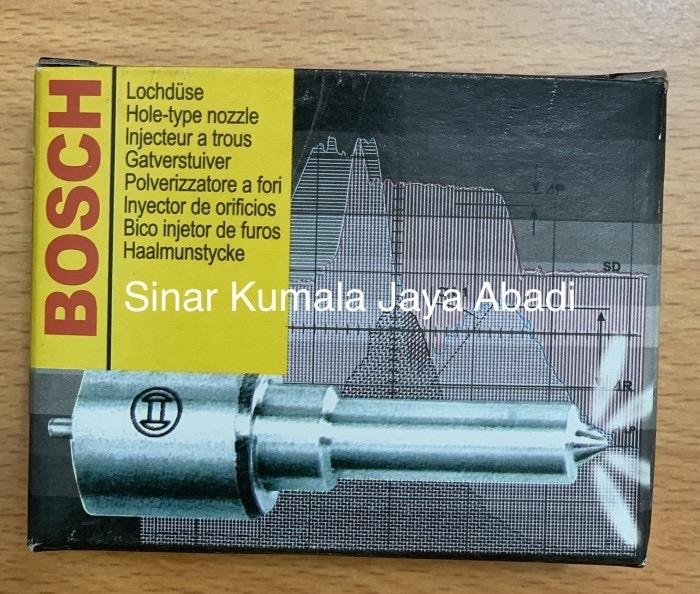 BOSCH
Lochdüse
Hole-type nozzle
Injecteur a trous
Gatverstuiver
Polverizzatore a fori
Inyector de orificios
Bico injetor de furos
Haalmunstycke
Sinar Kumala Jaya Abadi
SD